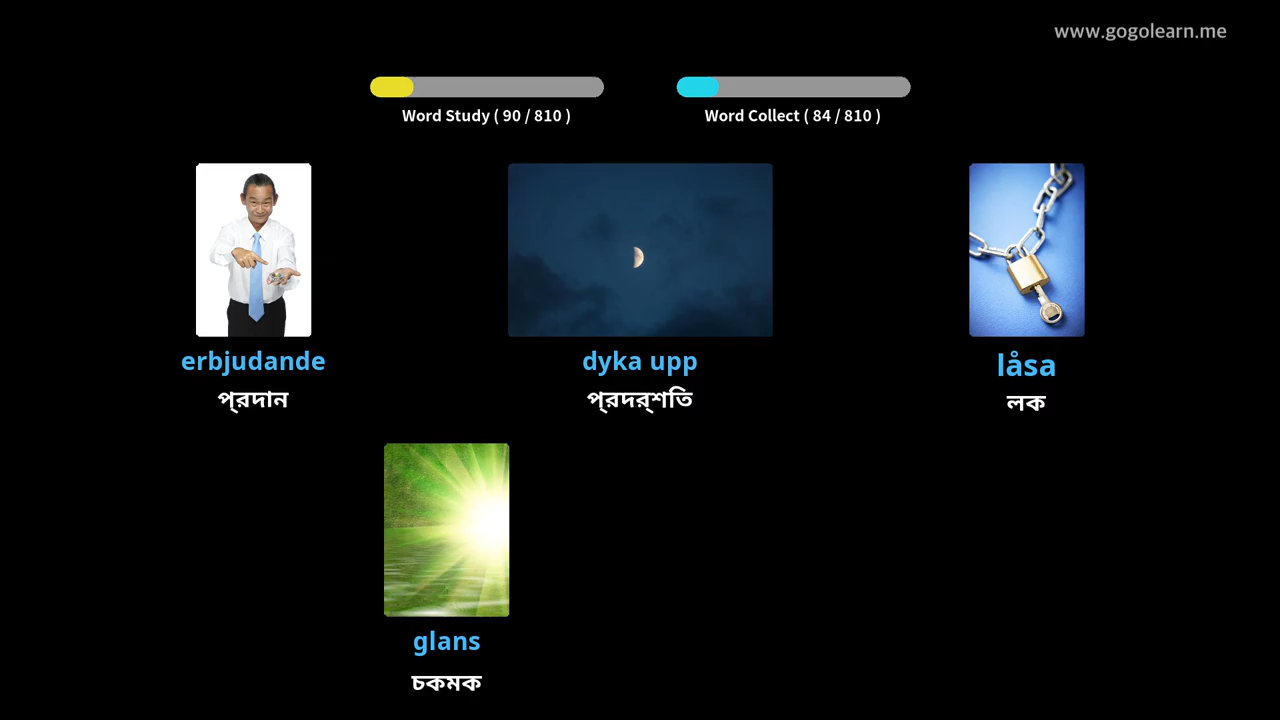 www.gogolearn.me
Word Study ( 90 / 810 )
Word Collect ( 84 / 810 )
erbjudande
dyka upp
låsa
প্রদান
প্রদর্শতি
লক
glans
চকমক